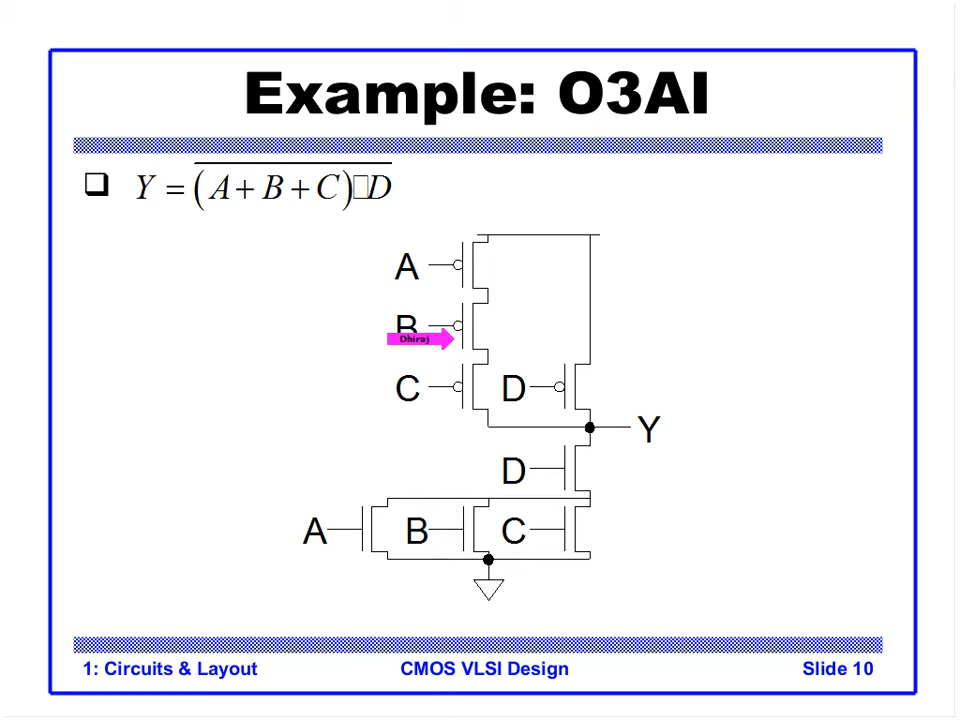 Example: O3AI
❑ Y = (A + B + C)□D
A
B
Dhiraj
C D
Y
D
A B C
1: Circuits & Layout CMOS VLSI Design Slide 10